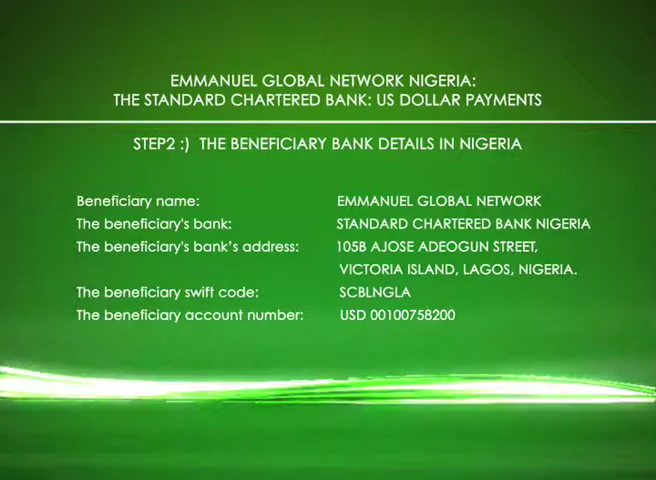 EMMANUEL GLOBAL NETWORK NIGERIA:
THE STANDARD CHARTERED BANK: US DOLLAR PAYMENTS
STEP2 :) THE BENEFICIARY BANK DETAILS IN NIGERIA
Beneficiary name: EMMANUEL GLOBAL NETWORK
The beneficiary's bank: STANDARD CHARTERED BANK NIGERIA
The beneficiary's bank’s address: 105B AJOSE ADEOGUN STREET,
VICTORIA ISLAND, LAGOS, NIGERIA.
The beneficiary swift code: SCBLNGLA
The beneficiary account number: USD 00100758200